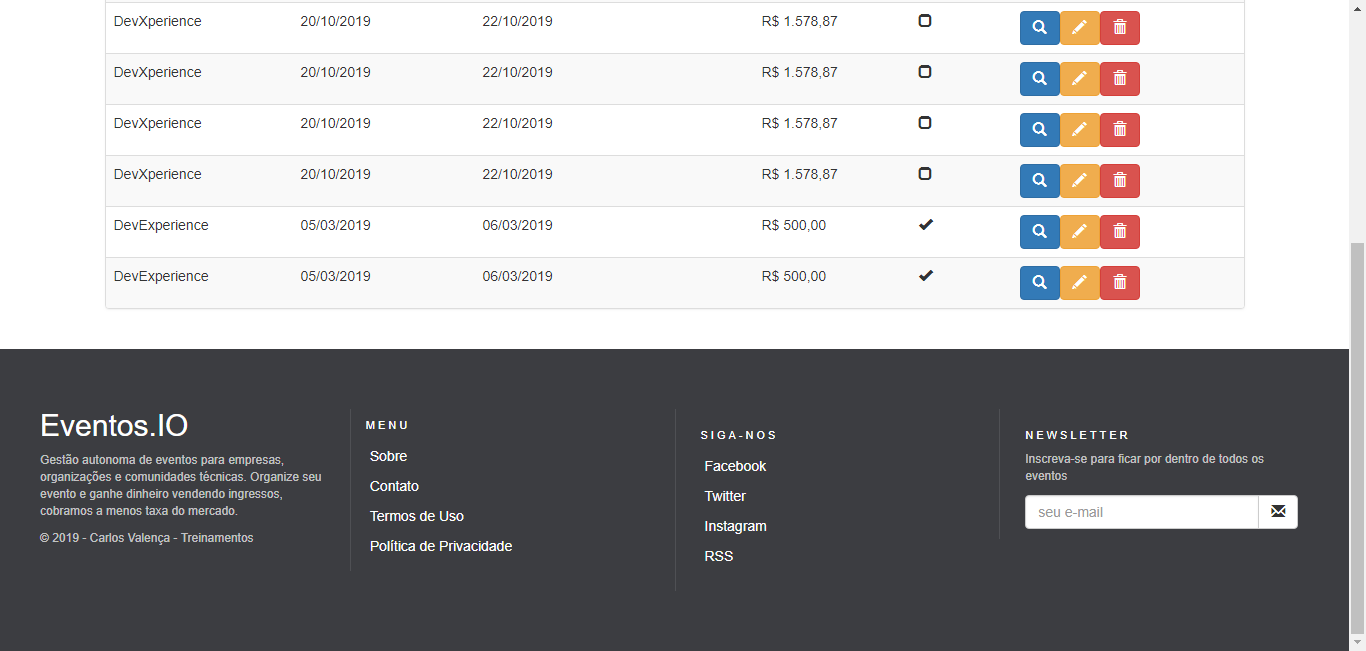 DevXperience 20/10/2019 22/10/2019 R$ 1.578,87
DevXperience 20/10/2019 22/10/2019 R$ 1.578,87
DevXperience 20/10/2019 22/10/2019 R$ 1.578,87
DevXperience 20/10/2019 22/10/2019 R$ 1.578,87
DevExperience 05/03/2019 06/03/2019 R$ 500,00
DevExperience 05/03/2019 06/03/2019 R$ 500,00
Eventos.IO
Gestão autonoma de eventos para empresas,
organizações e comunidades técnicas. Organize seu
evento e ganhe dinheiro vendendo ingressos,
cobramos a menos taxa do mercado.
© 2019 - Carlos Valença - Treinamentos
MENU
Sobre
Contato
Termos de Uso
Política de Privacidade
SIGA-NOS
Facebook
Twitter
Instagram
RSS
NEWSLETTER
Inscreva-se para ficar por dentro de todos os
eventos
seu e-mail